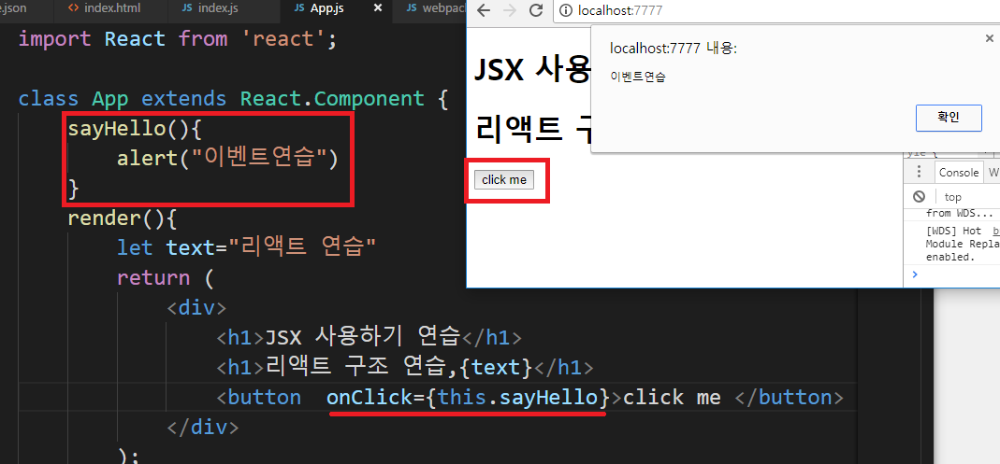 .json index.html index.js App.js × webpac
import React from 'react';
class App extends React.Component {
sayHello(){
alert("이벤트연습")
}
render(){
let text="리액트 연습"
return (
<div>
<h1>JSX 사용하기 연습</h1>
<h1>리액트 구조 연습,{text}</h1>
<button onClick={this.sayHello}>click me </button>
</div>
);
localhost:7777
JSX 사용
리액트
click me
localhost:7777 내용:
이벤트연습
확인
Console W
top
from WDS...
[WDS] Hot b
Module Repla
enabled.